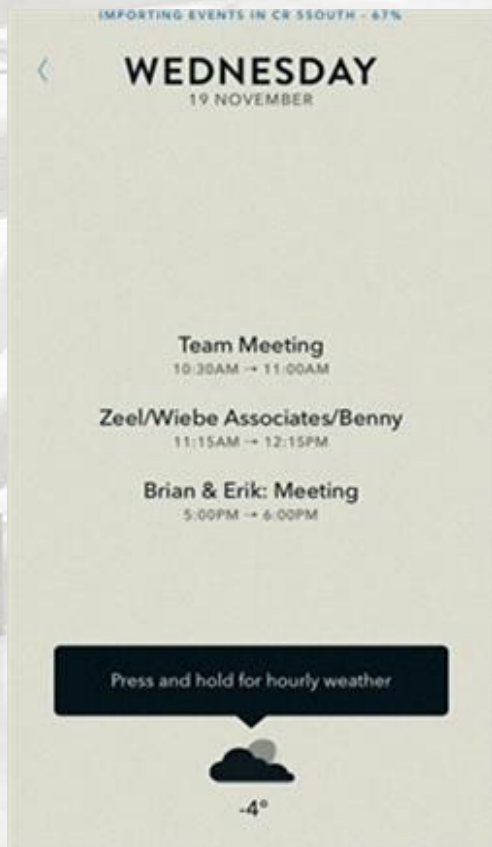 IMPORTING EVENTS IN CR 5SOUTH - 67%
WEDNESDAY
19 NOVEMBER
Team Meeting
10:30AM → 11:00AM
Zeel/Wiebe Associates/Benny
11:15AM → 12:15PM
Brian & Erik: Meeting
5:00PM → 6:00PM
Press and hold for hourly weather
-4°